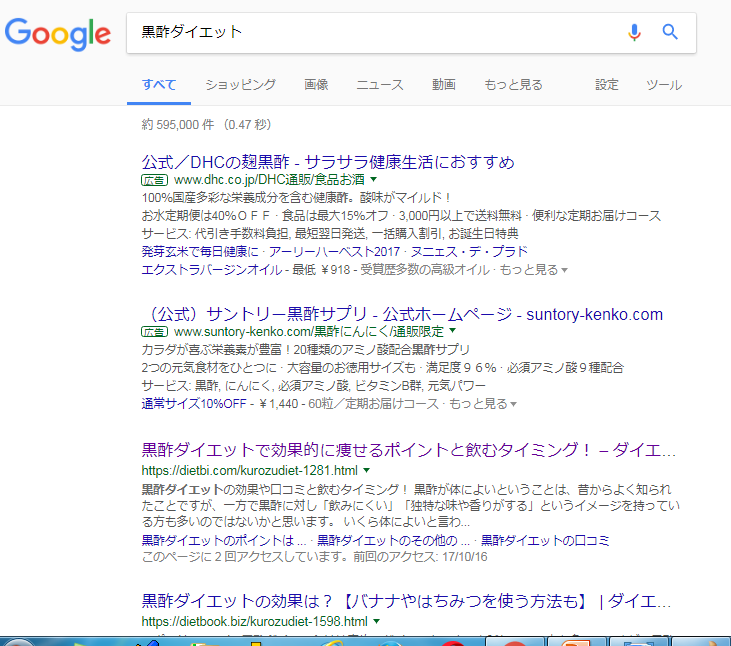 Google
黒酢ダイエット
すべて ショッピング 画像 ニュース 動画 もっと見る 設定 ツール
約 595,000 件 （0.47 秒）
公式／DHCの麹黒酢 - サラサラ健康生活におすすめ
広告 www.dhc.co.jp/DHC通販/食品お酒
100%国産多彩な栄養成分を含む健康酢。酸味がマイルド！
お水定期便は40％ＯＦＦ · 食品は最大15%オフ · 3,000円以上で送料無料 · 便利な定期お届けコース
サービス: 代引き手数料負担, 最短翌日発送, 一括購入割引, お誕生日特典
発芽玄米で毎日健康に · アーリーハーベスト2017 · ヌニェス・デ・プラド
エクストラバージンオイル - 最低 ￥918 - 受賞歴多数の高級オイル · もっと見る
（公式）サントリー黒酢サプリ - 公式ホームページ - suntory-kenko.com
広告 www.suntory-kenko.com/黒酢にんにく/通販限定
カラダが喜ぶ栄養素が豊富！20種類のアミノ酸配合黒酢サプリ
2つの元気食材をひとつに · 大容量のお徳用サイズも · 満足度９６％ · 必須アミノ酸９種配合
サービス: 黒酢, にんにく, 必須アミノ酸, ビタミンB群, 元気パワー
通常サイズ10%OFF - ￥1,440 - 60粒／定期お届けコース · もっと見る
黒酢ダイエットで効果的に痩せるポイントと飲むタイミング！ – ダイエ...
https://dietbi.com/kurozudiet-1281.html
黒酢ダイエットの効果や口コミと飲むタイミング！ 黒酢が体によいということは、昔からよく知られ
たことですが、一方で黒酢に対し「飲みにくい」「独特な味や香りがする」というイメージを持ってい
る方も多いのではないかと思います。 いくら体によいと言わ...
黒酢ダイエットのポイントは ... · 黒酢ダイエットのその他の ... · 黒酢ダイエットの口コミ
このページに 2 回アクセスしています。前回のアクセス: 17/10/16
黒酢ダイエットの効果は？【バナナやはちみつを使う方法も】 | ダイエ...
https://dietbook.biz/kurozudiet-1598.html